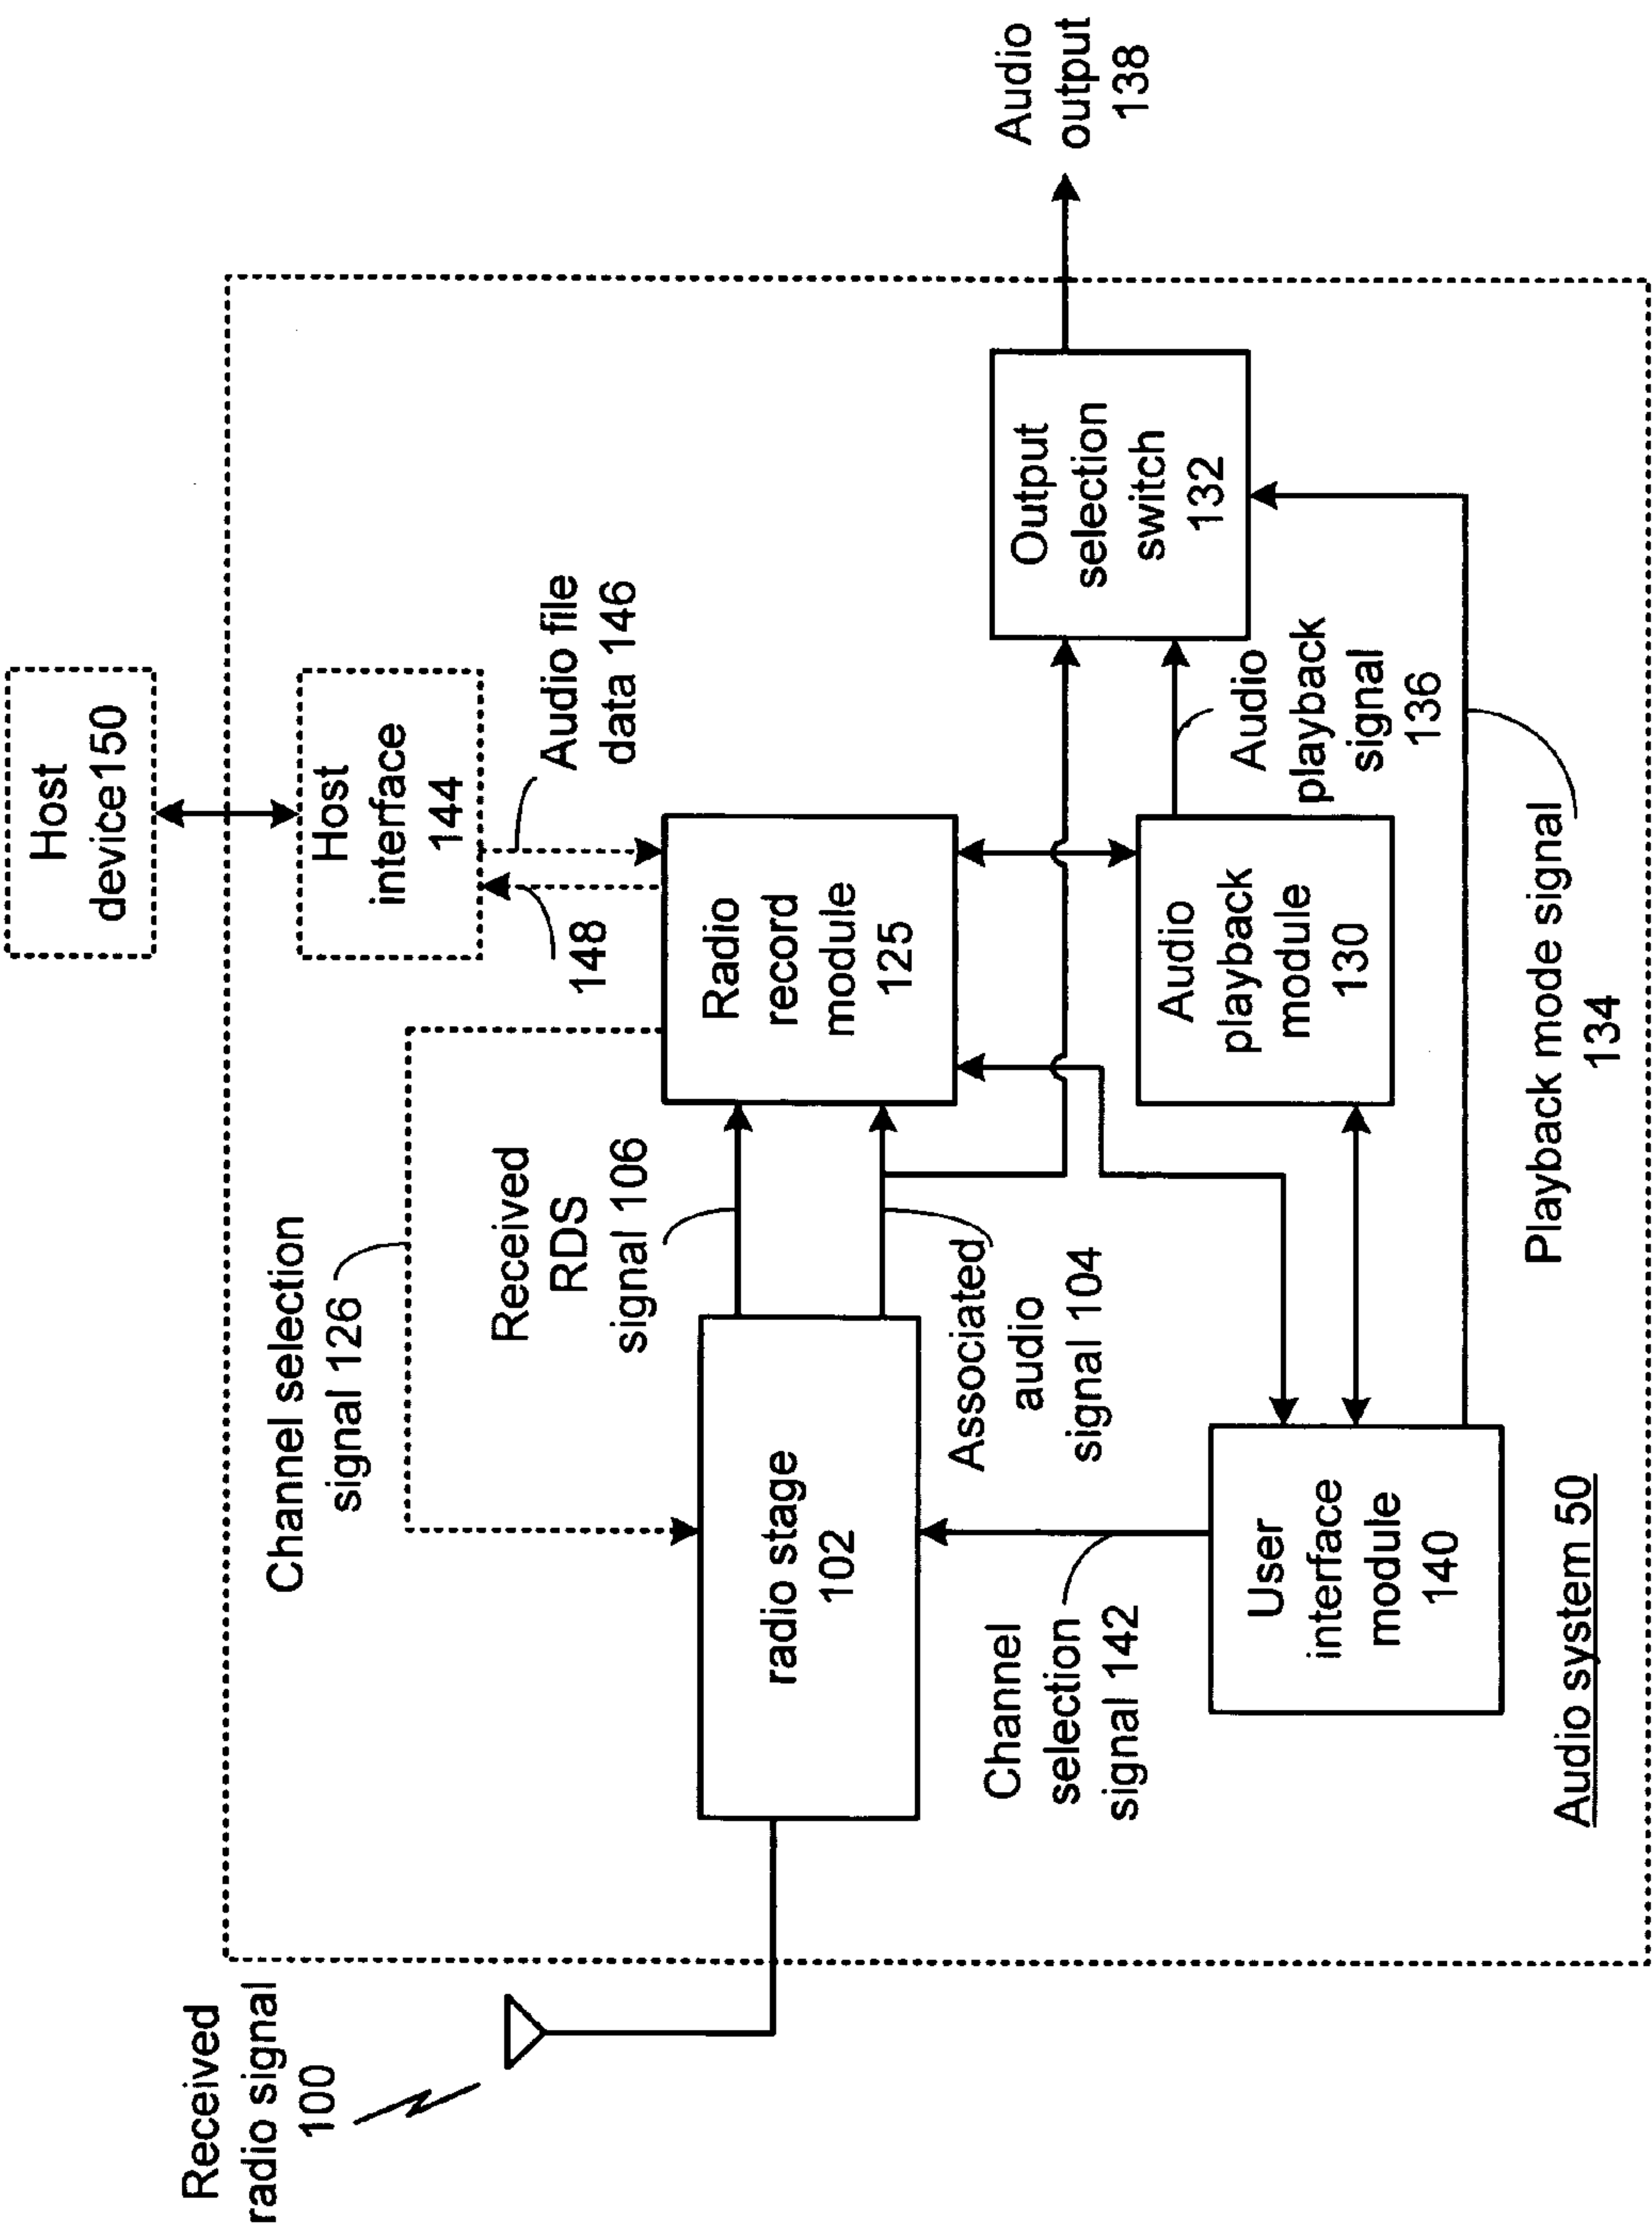 Received
radio signal
100
Host
device150
Host
interface
144
Audio file
data 146
148
Channel selection
signal 126
Received
RDS
signal 106
Radio
record
module
125
radio stage
102
Associated
audio
signal 104
Channel
selection
signal 142
User
interface
module
140
Audio
playback
module
130
Audio
playback
signal
136
Output
selection
switch
132
Audio
output
138
Playback mode signal
134
Audio system 50